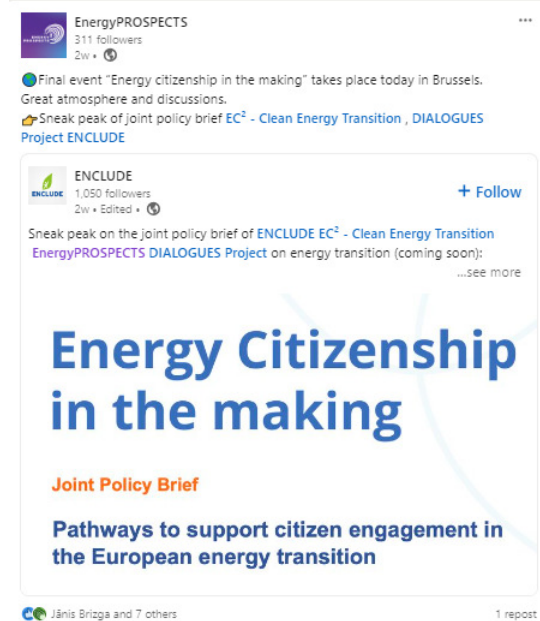 EnergyPROSPECTS
311 followers
2w •
Final event "Energy citizenship in the making" takes place today in Brussels.
Great atmosphere and discussions.
Sneak peak of joint policy brief EC² - Clean Energy Transition , DIALOGUES
Project ENCLUDE
ENCLUDE
ENCLUDE
1,050 followers
2w • Edited •
+ Follow
Sneak peak on the joint policy brief of ENCLUDE EC² - Clean Energy Transition
EnergyPROSPECTS DIALOGUES Project on energy transition (coming soon):
...see more
Energy Citizenship
in the making
Joint Policy Brief
Pathways to support citizen engagement in
the European energy transition
Jānis Brizga and 7 others
1 repost